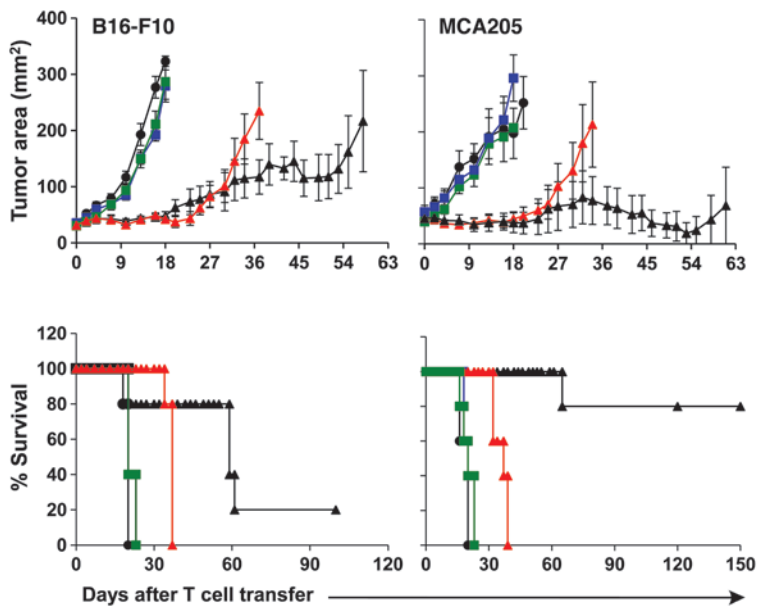 B16-F10
MCA205
Tumor area (mm²)
400
300
200
100
0
0 9 18 27 36 45 54 63
0 9 18 27 36 45 54 63
% Survival
120
100
80
60
40
20
0
0 30 60 90 120
0 30 60 90 120 150
Days after T cell transfer